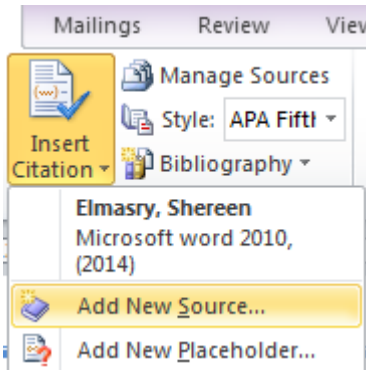 Mailings Review View
Manage Sources
Style: APA Fifth
Insert
Citation
Bibliography
Elmasry, Shereen
Microsoft word 2010,
(2014)
Add New Source...
Add New Placeholder...